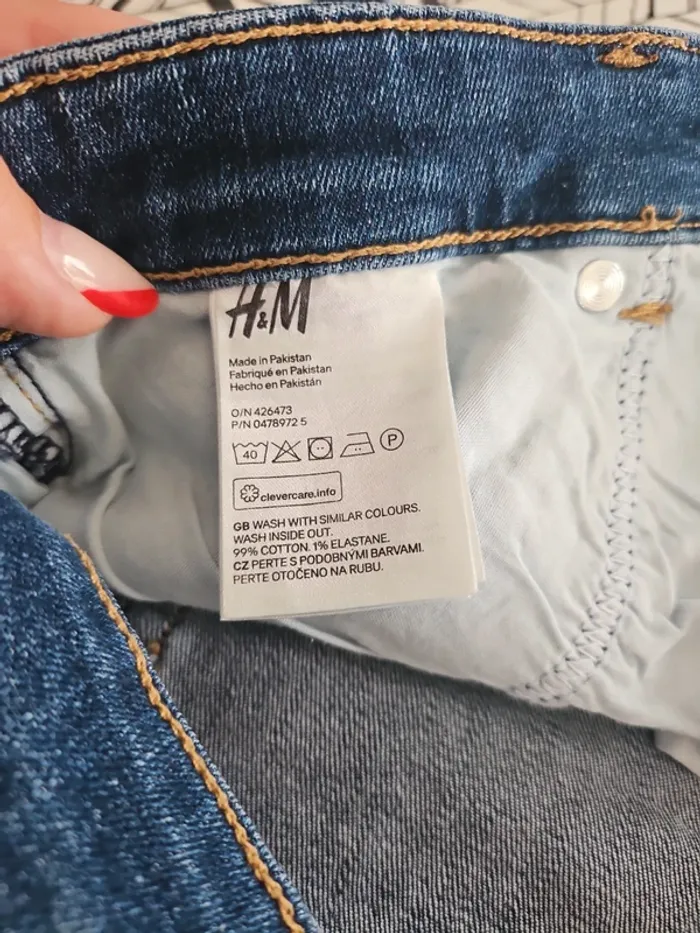 H&M
Made in Pakistan
Fabriqué en Pakistan
Hecho en Pakistán
O/N 426473
P/N 0478972 5
40 P
clevercare.info
GB WASH WITH SIMILAR COLOURS.
WASH INSIDE OUT.
99% COTTON. 1% ELASTANE.
CZ PERTE S PODOBNÝMI BARVAMI.
PERTE OTOČENO NA RUBU.